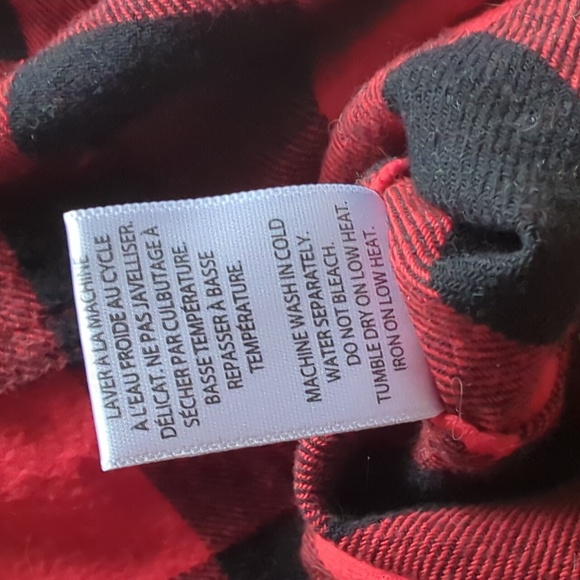 LAVER À LA MACHINE
À L'EAU FROIDE AU CYCLE
DÉLICAT. NE PAS JAVELLISER.
SÉCHER PAR CULBUTAGE À
BASSE TEMPÉRATURE.
REPASSER À BASSE
TEMPÉRATURE.
MACHINE WASH IN COLD
WATER SEPARATELY.
DO NOT BLEACH.
TUMBLE DRY ON LOW HEAT.
IRON ON LOW HEAT.